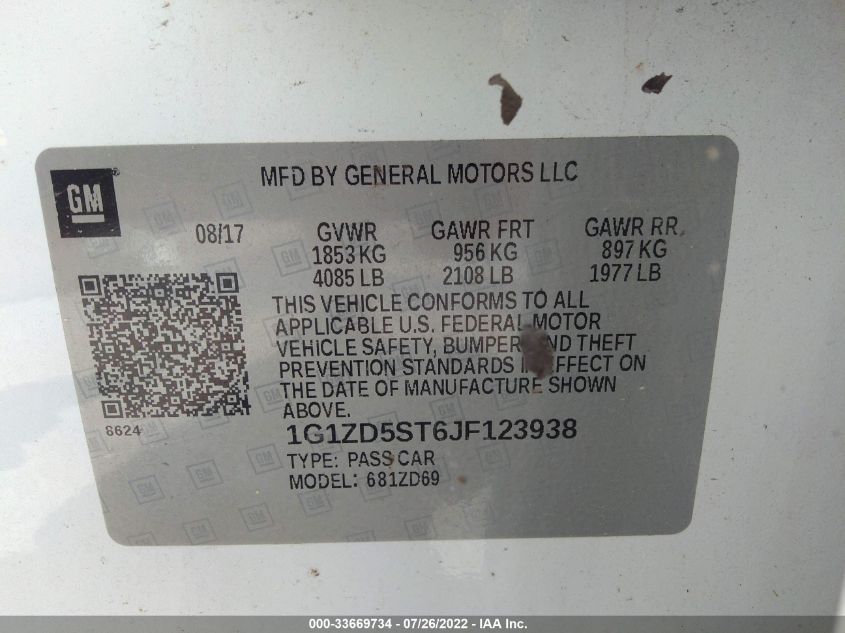 GM
MFD BY GENERAL MOTORS LLC
08/17
GVWR
1853 KG
4085 LB
GAWR FRT
956 KG
2108 LB
GAWR RR
897 KG
1977 LB
THIS VEHICLE CONFORMS TO ALL
APPLICABLE U.S. FEDERAL MOTOR
VEHICLE SAFETY, BUMPER AND THEFT
PREVENTION STANDARDS IN EFFECT ON
THE DATE OF MANUFACTURE SHOWN
ABOVE.
8624
1G1ZD5ST6JF123938
TYPE: PASS CAR
MODEL: 681ZD69
000-33669734 - 07/26/2022 - IAA Inc.